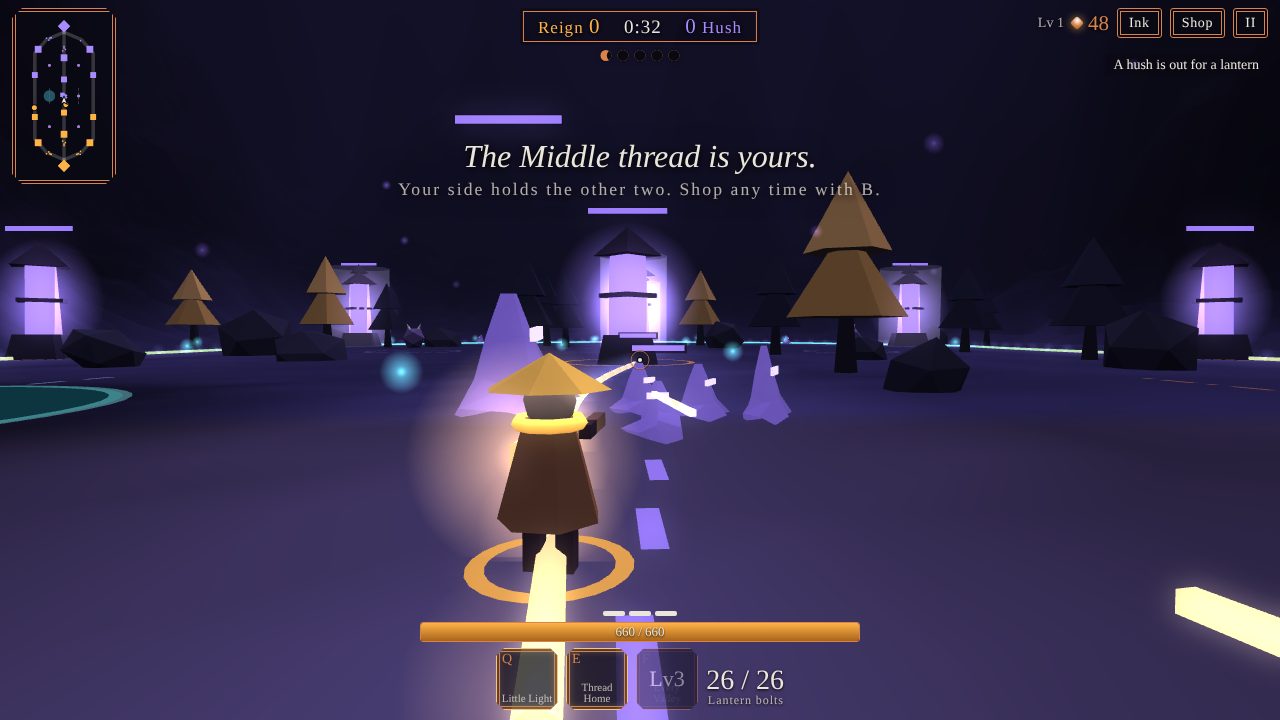 Reign 0 0:32 0 Hush
Lv 1 48 Ink Shop II
A hush is out for a lantern
The Middle thread is yours.
Your side holds the other two. Shop any time with B.
660 / 660
Q
Little Light
E
Thread
Home
Lv3
26 / 26
Lantern bolts